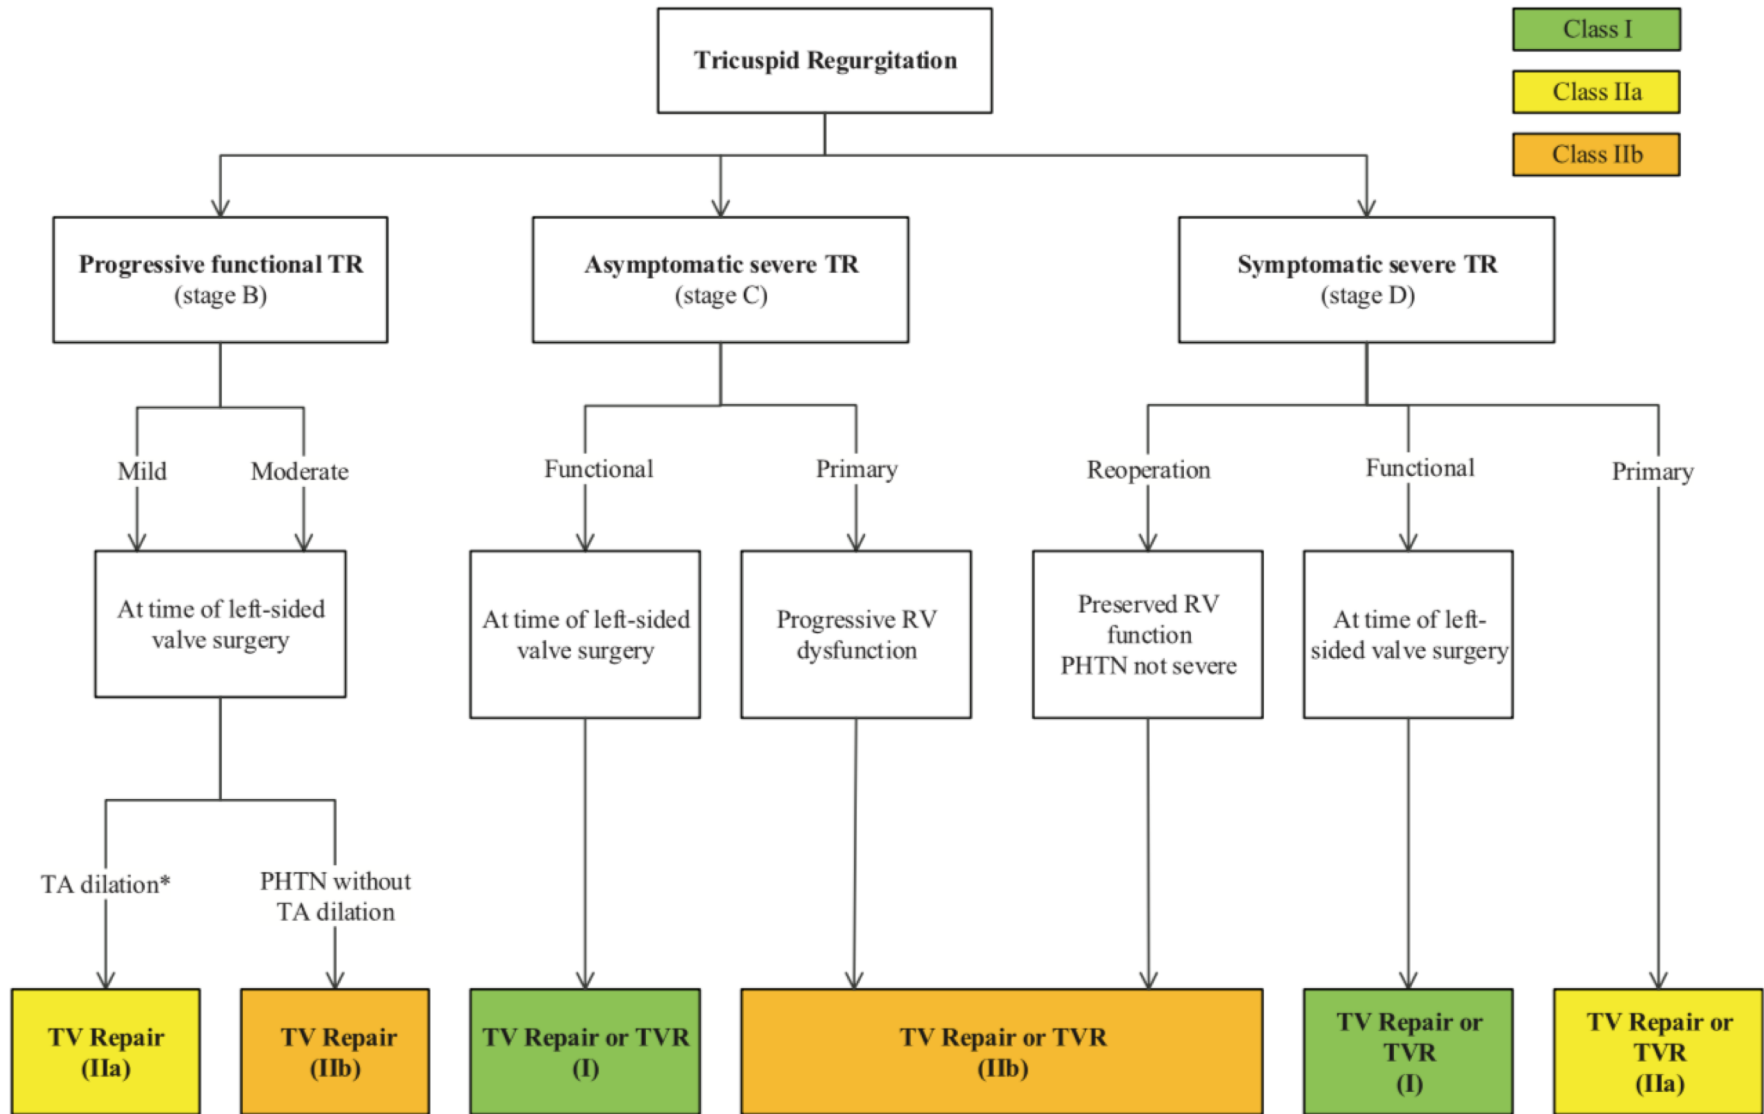 Tricuspid Regurgitation
Class I
Class IIa
Class IIb
Progressive functional TR
(stage B)
Asymptomatic severe TR
(stage C)
Symptomatic severe TR
(stage D)
Mild
Moderate
Functional
Primary
Reoperation
Functional
Primary
At time of left-sided
valve surgery
At time of left-sided
valve surgery
Progressive RV
dysfunction
Preserved RV
function
PHTN not severe
At time of left-
sided valve surgery
TA dilation*
PHTN without
TA dilation
TV Repair
(IIa)
TV Repair
(IIb)
TV Repair or TVR
(I)
TV Repair or TVR
(IIb)
TV Repair or
TVR
(I)
TV Repair or
TVR
(IIa)